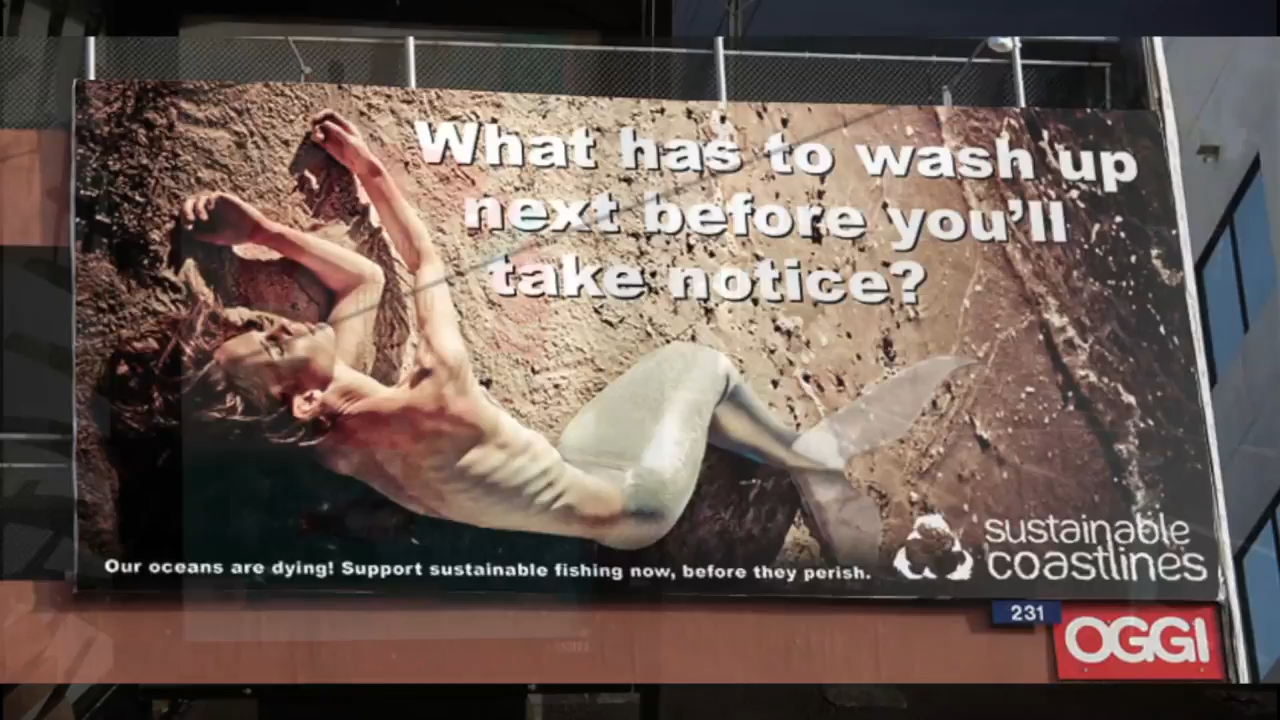 What has to wash up
next before you'll
take notice?
Our oceans are dying! Support sustainable fishing now, before they perish.
sustainable
coastlines
231
OGGI